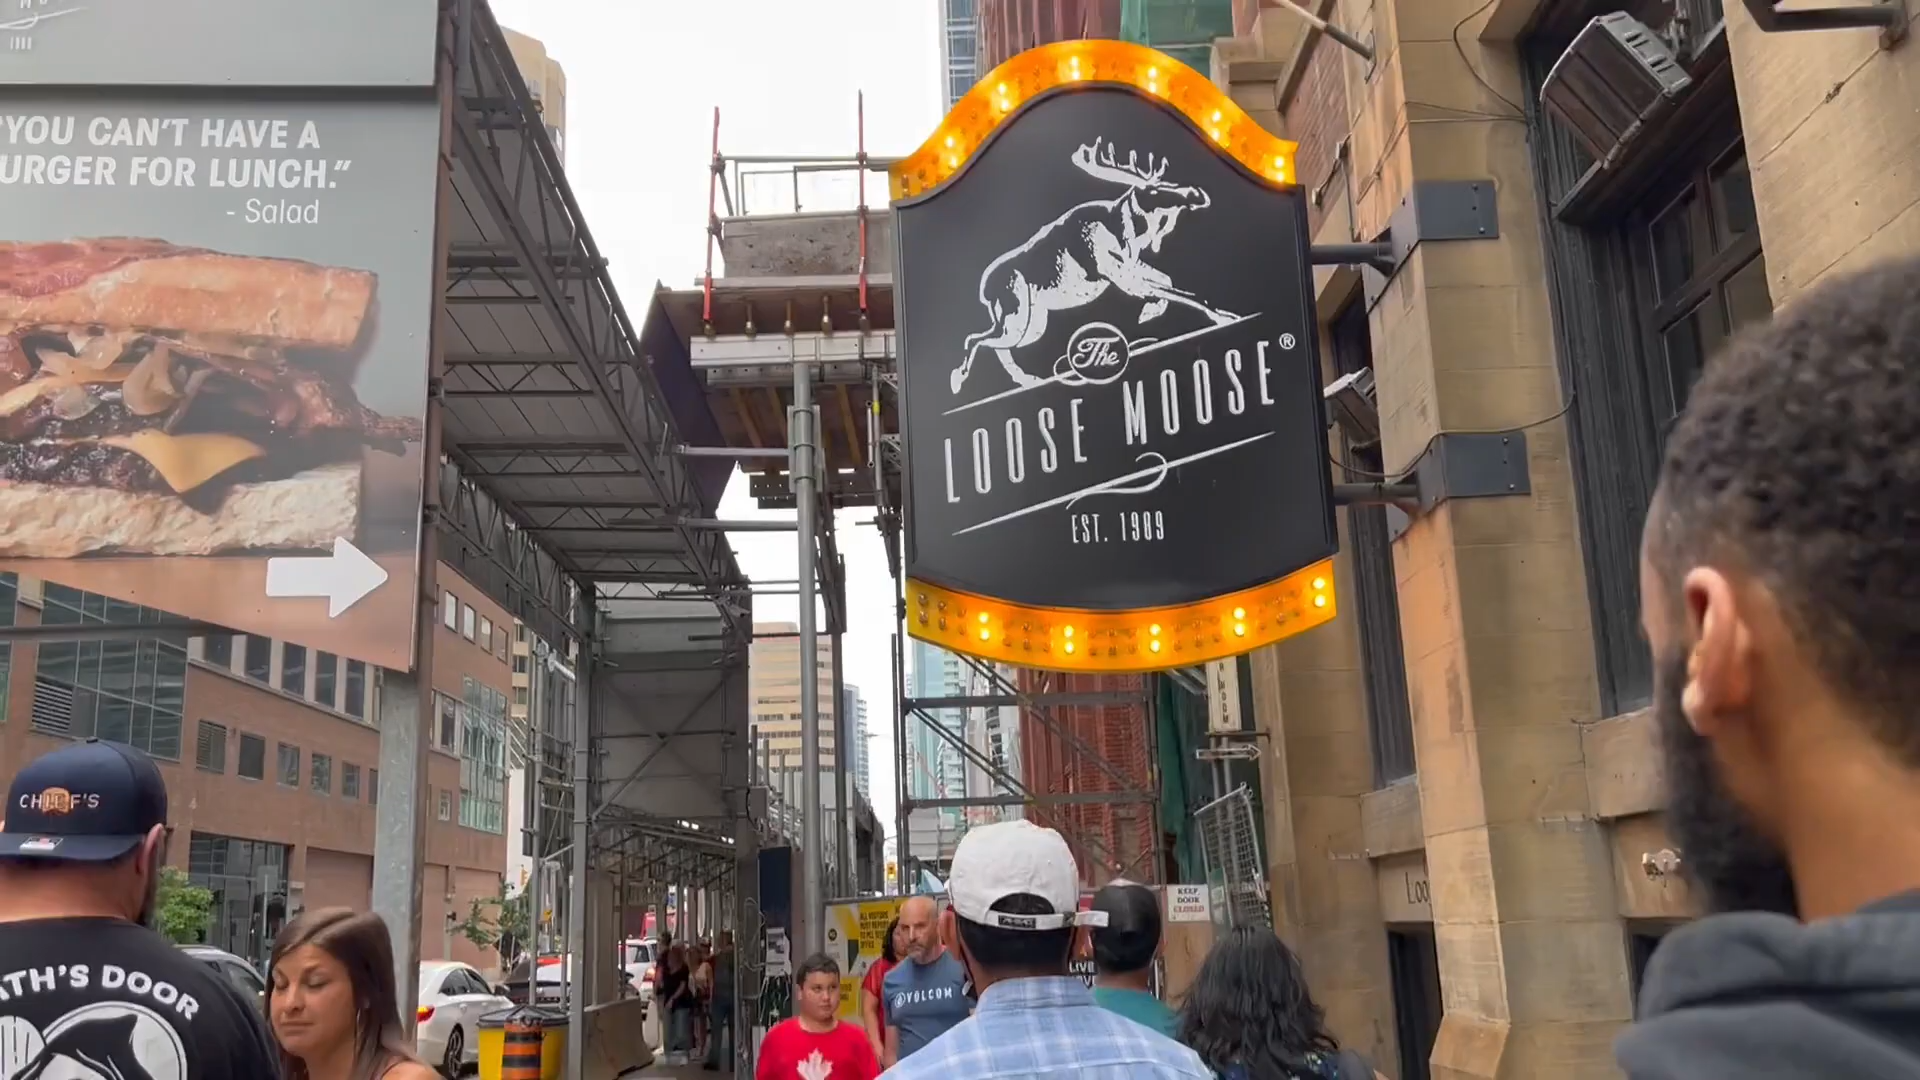 "YOU CAN'T HAVE A
URGER FOR LUNCH."
- Salad
The
LOOSE MOOSE®
EST. 1989
CHIEF'S
ATH'S DOOR
VOLCOM
KEEP
DOOR
CLOSED
LIVE